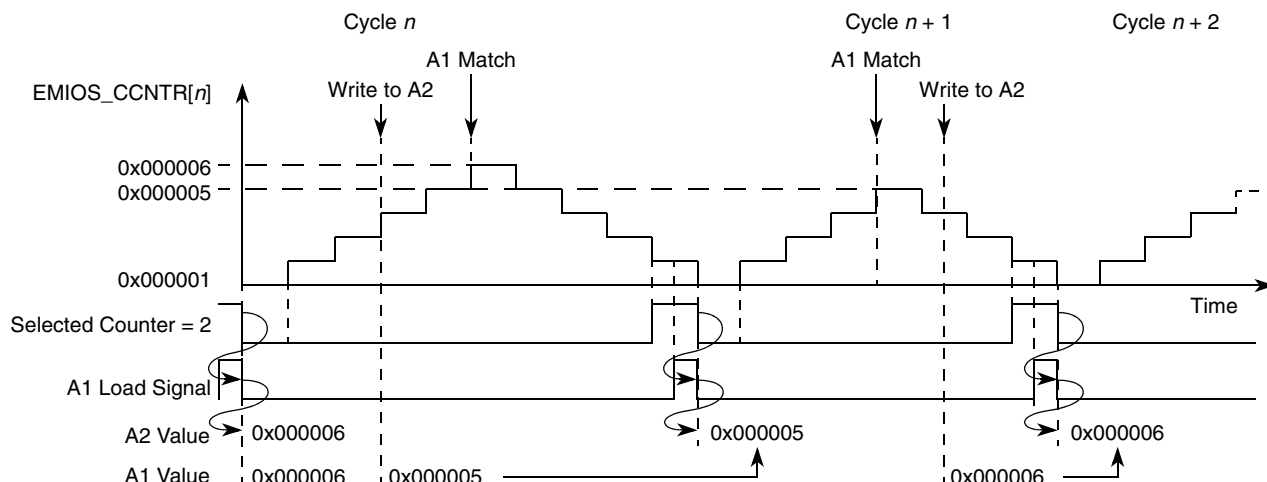 Cycle n Cycle n + 1 Cycle n + 2
A1 Match A1 Match
EMIOS_CCNTR[n] Write to A2 Write to A2
0x000006
0x000005
0x000001
Time
Selected Counter = 2
A1 Load Signal
A2 Value 0x000006 0x000005 0x000006
A1 Value 0x000006 0x000005 0x000006